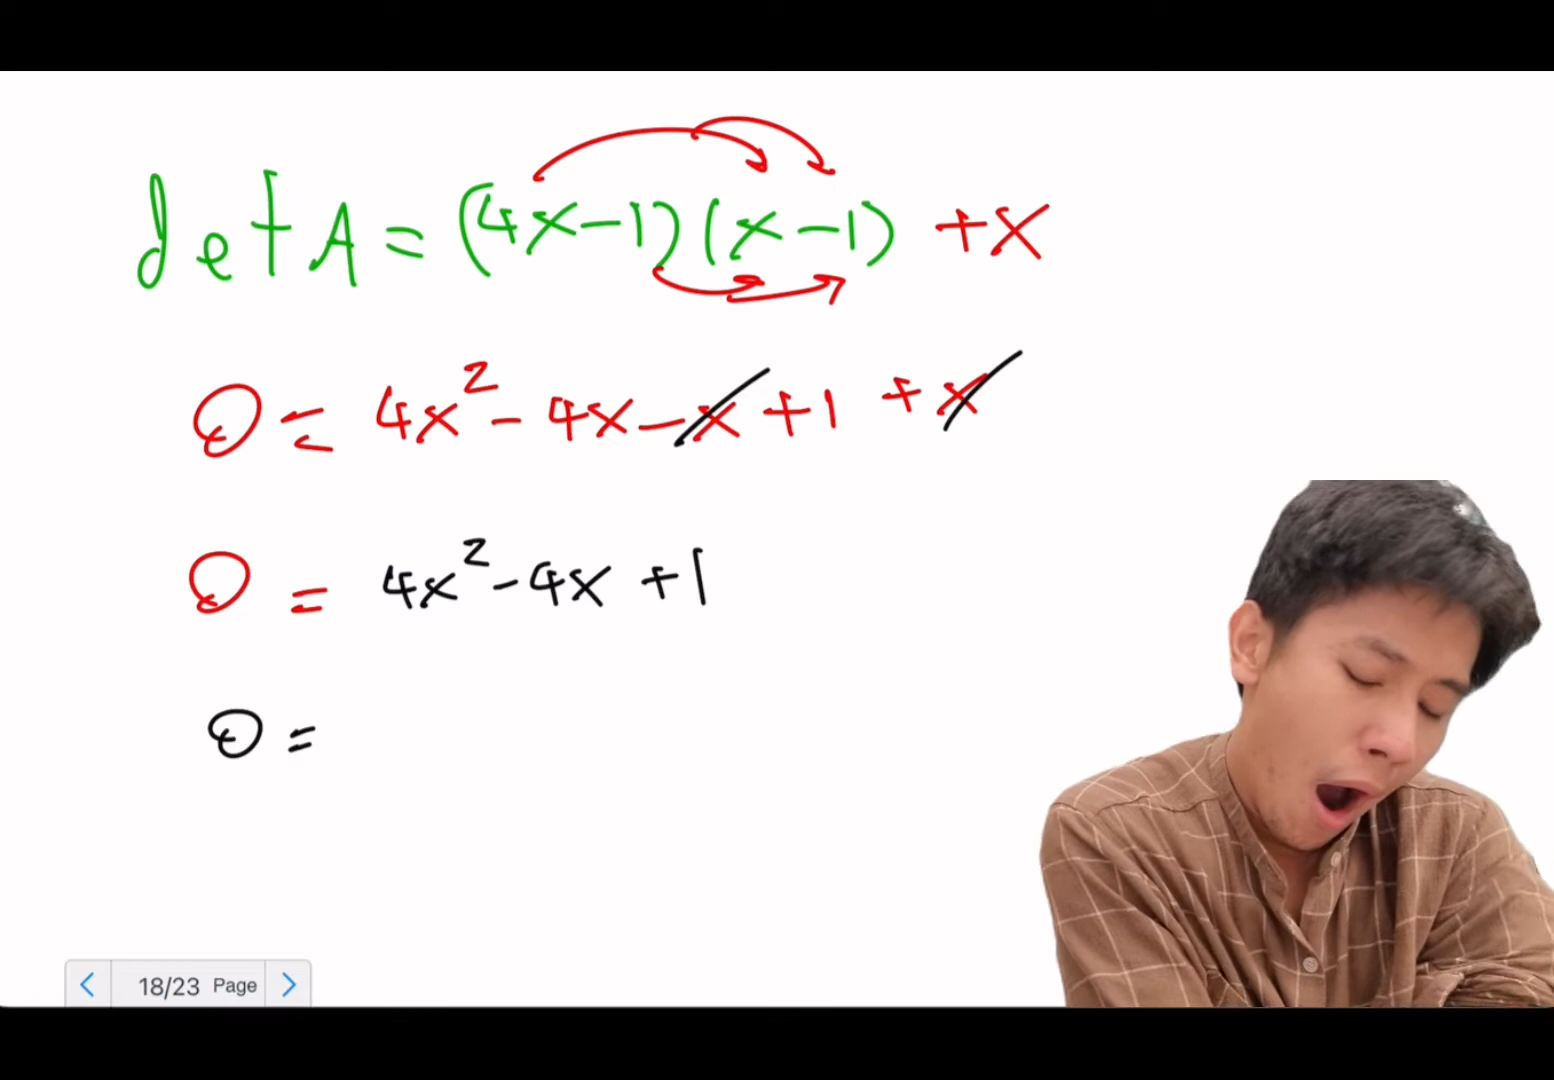 det A = (4x-1)(x-1) +x
0 = 4x² - 4x - x +1 + x
0 = 4x² - 4x +1
0 =
18/23 Page